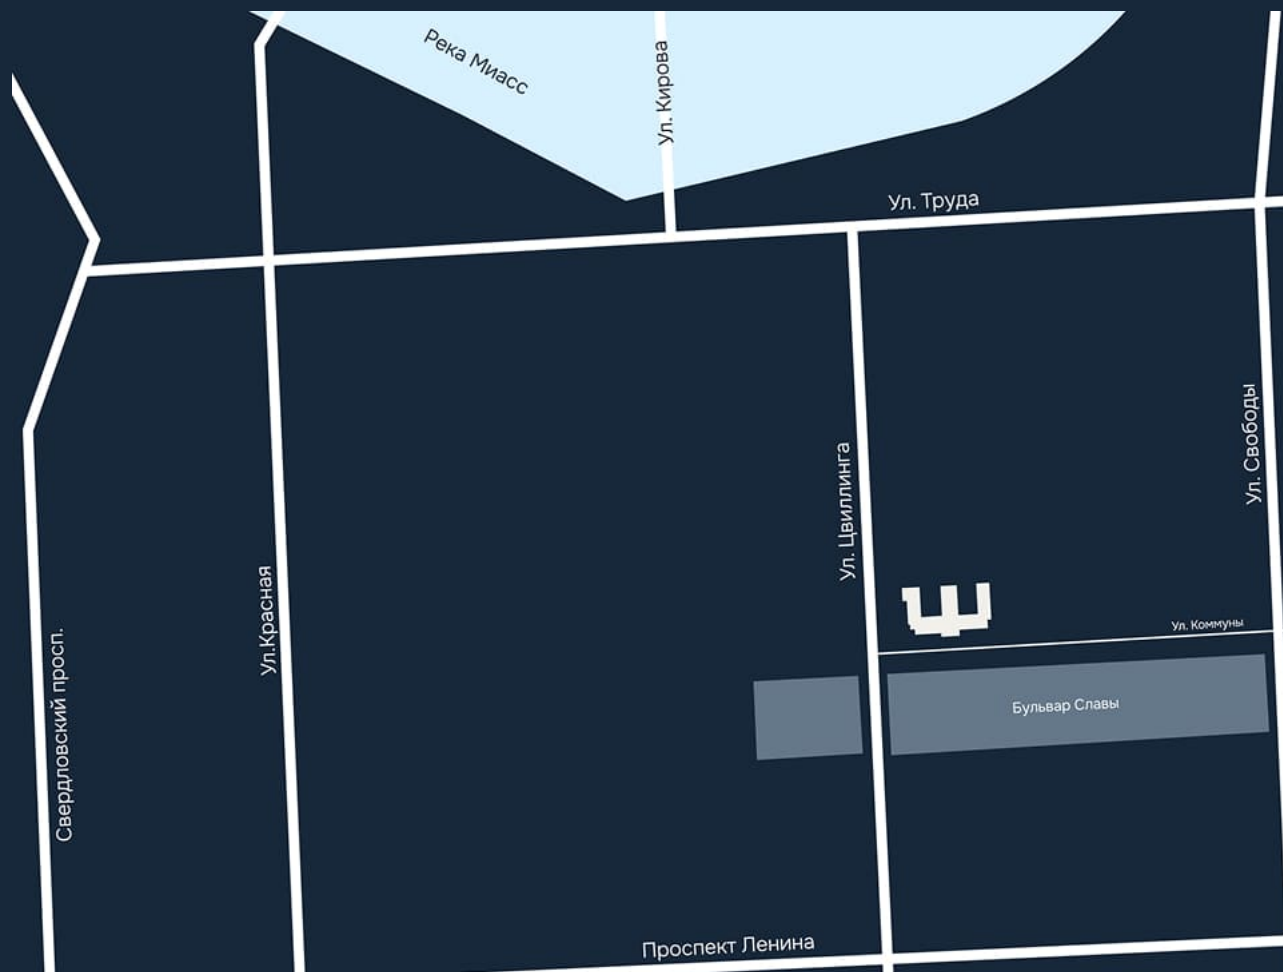 Река Миасс
Ул. Кирова
Ул. Труда
Ул. Свободы
Ул. Цвиллинга
Ул.Красная
Ул. Коммуны
Свердловский просп.
Бульвар Славы
Проспект Ленина